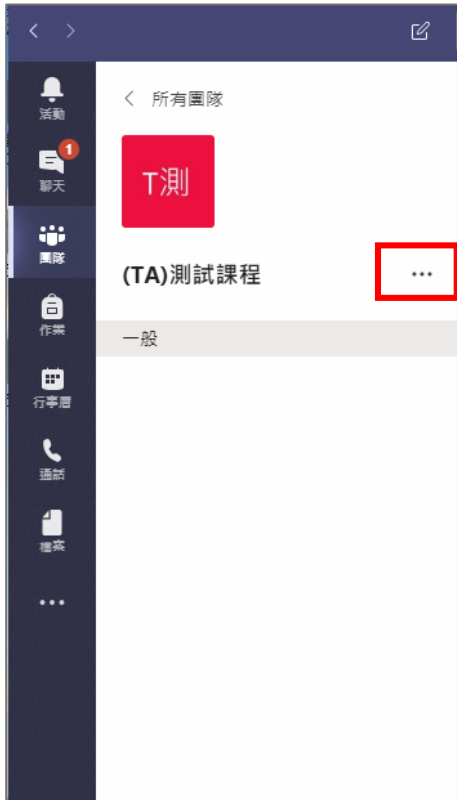 活動
所有團隊
1
聊天
T測
團隊
(TA)測試課程
作業
一般
行事曆
通話
檔案